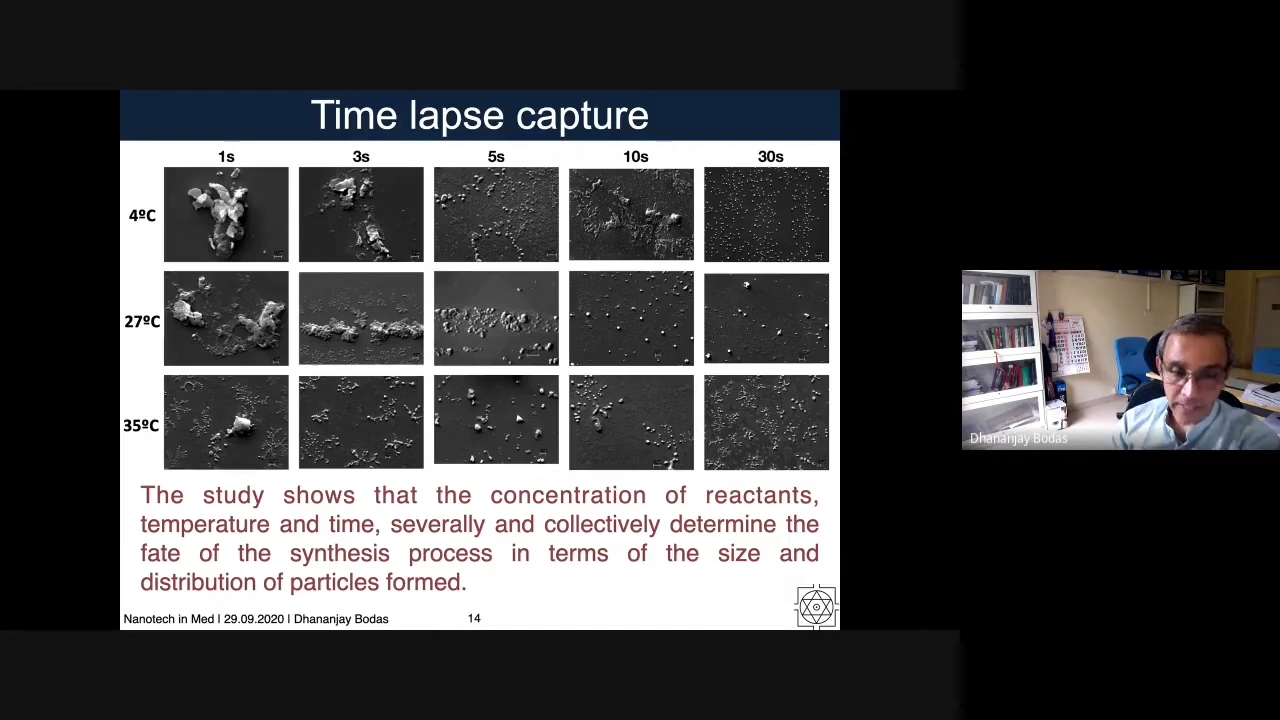 Time lapse capture
1s 3s 5s 10s 30s
4ºC
27ºC
35ºC
The study shows that the concentration of reactants,
temperature and time, severally and collectively determine the
fate of the synthesis process in terms of the size and
distribution of particles formed.
Nanotech in Med I 29.09.2020 I Dhananjay Bodas 14
Dhananjay Bodas